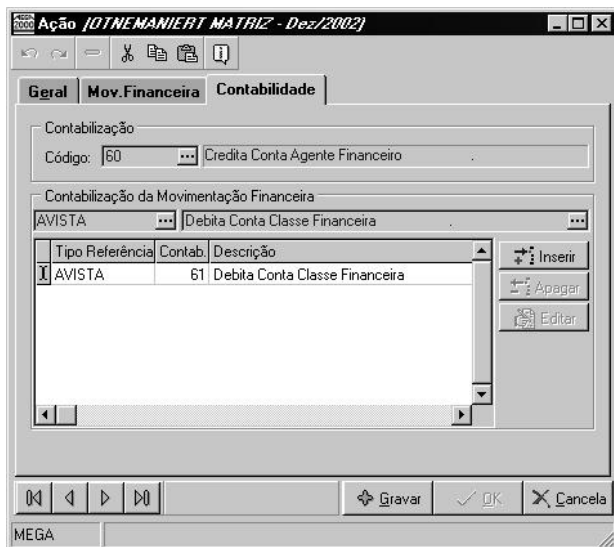 Ação [OTNEMANIERT MATRIZ - Dez/2002]
Geral Mov.Financeira Contabilidade
Contabilização
Código: 60 ... Credita Conta Agente Financeiro .
Contabilização da Movimentação Financeira
AVISTA ... Debita Conta Classe Financeira . ...
Tipo Referência Contab. Descrição
AVISTA 61 Debita Conta Classe Financeira
Inserir
Apagar
Editar
Gravar OK Cancela
MEGA